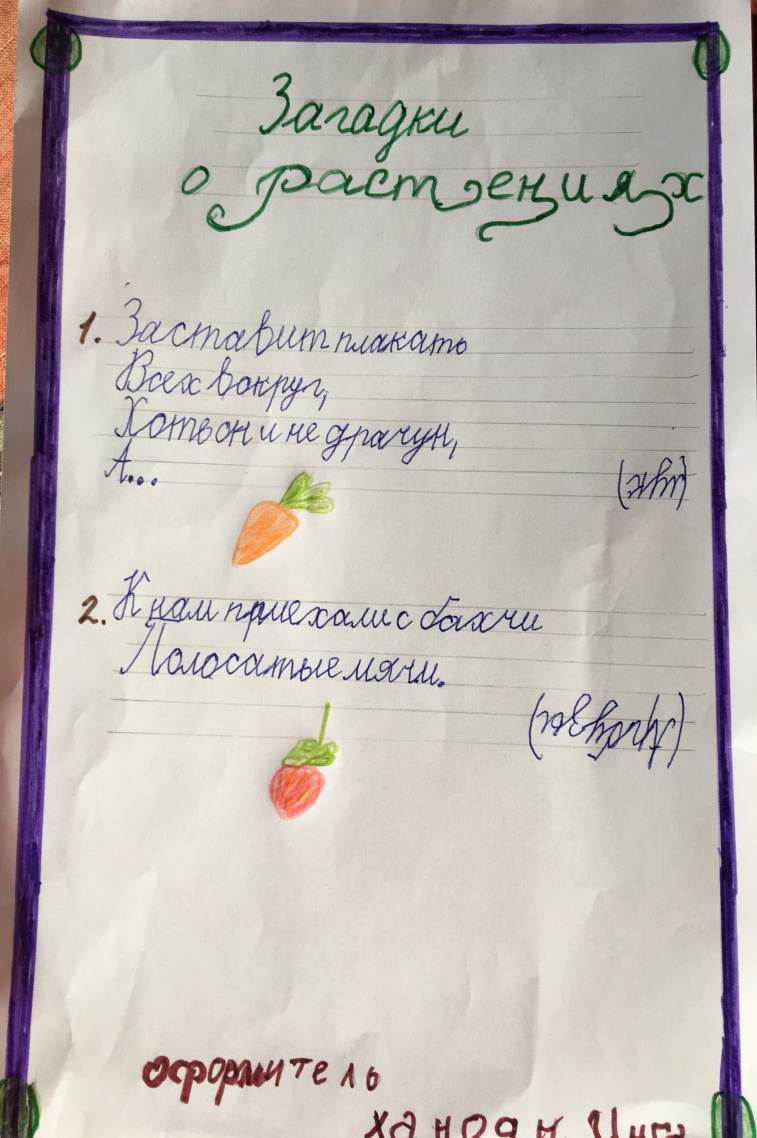 Загадки
о растениях
1. Заставит плакать
Всех вокруг,
Хоть он и не драчун,
А...
(лук)
2. К нам приехали с бахчи
Полосатые мячи.
(Арбузы)
оформитель
ханоян